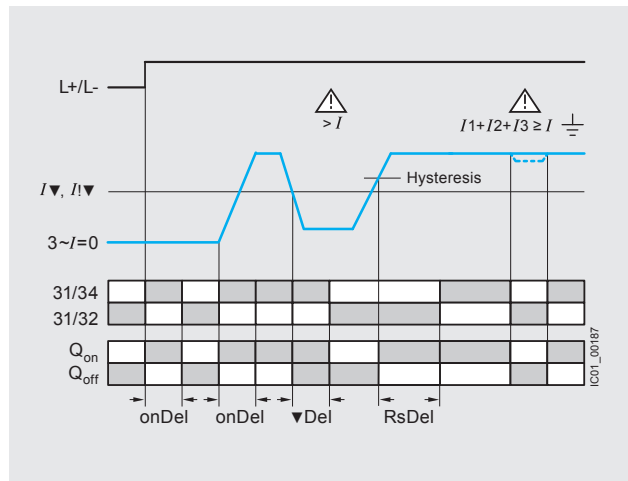 L+/L-
> I
I1+I2+I3 ≥ I
I▼, I!▼
Hysteresis
3~I=0
31/34
31/32
Qon
Qoff
IC01_00187
onDel
onDel
▼Del
RsDel